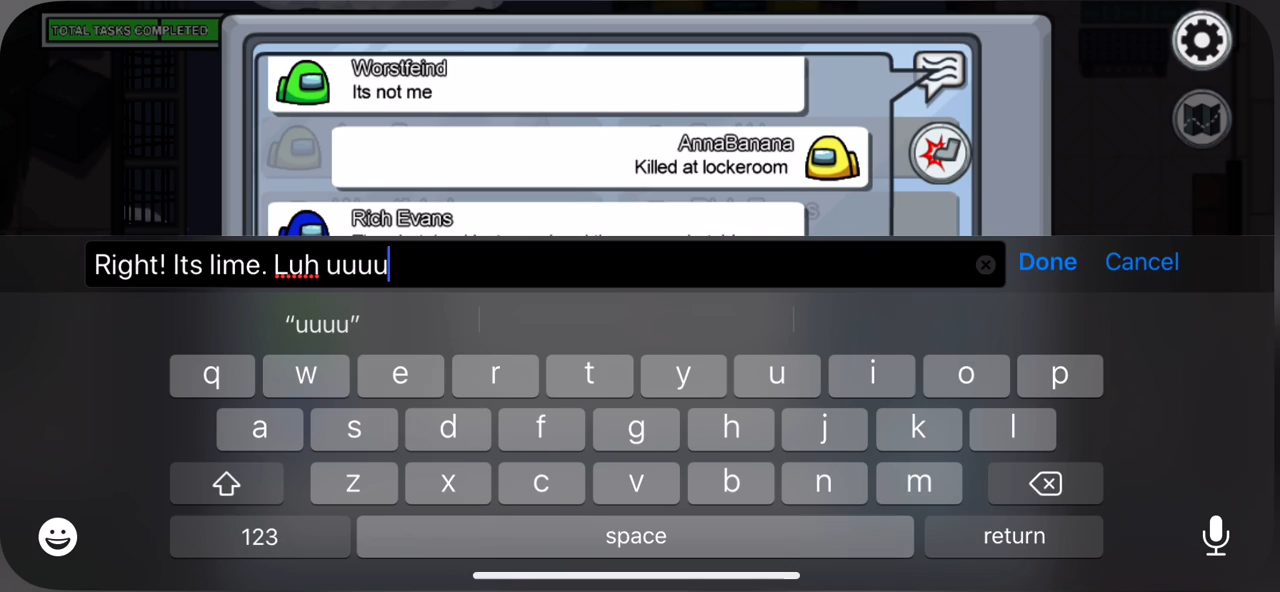 TOTAL TASKS COMPLETED
Worstfeind
Its not me
AnnaBanana
Killed at lockeroom
Rich Evans
Right! Its lime. Luh uuuu
Done
Cancel
“uuuu”
q w e r t y u i o p
a s d f g h j k l
z x c v b n m
123
space
return